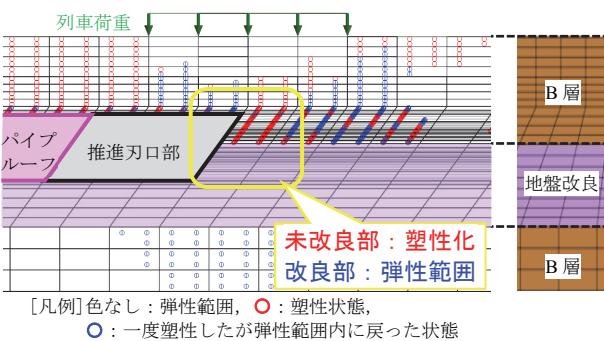 列車荷重
パイプ
ルーフ
推進刃口部
B 層
地盤改良
B 層
未改良部：塑性化
改良部：弾性範囲
[凡例]色なし：弾性範囲, ○：塑性状態,
○：一度塑性したが弾性範囲内に戻った状態